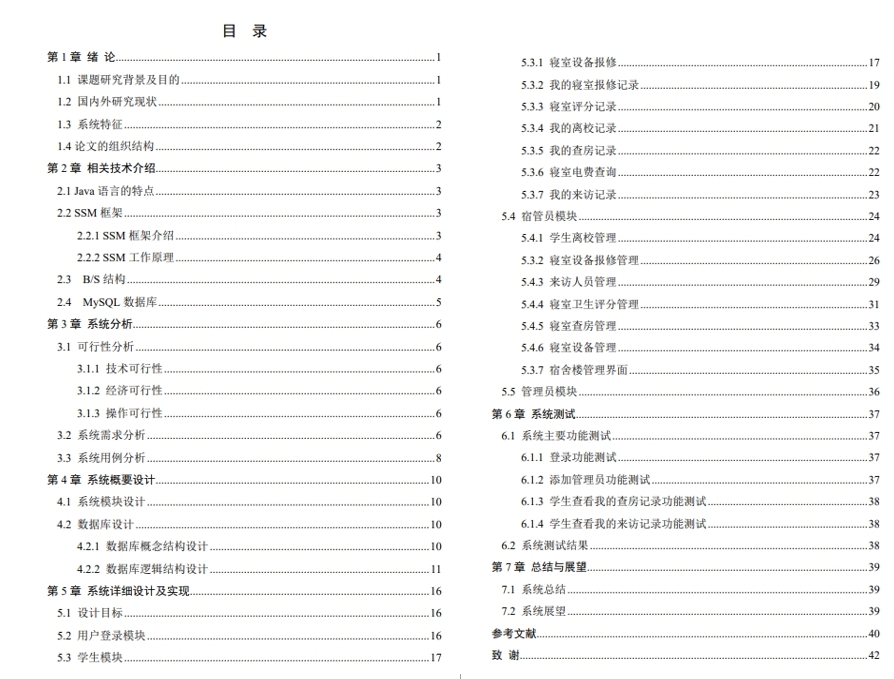 目 录
第 1 章 绪 论 1
1.1 课题研究背景及目的 1
1.2 国内外研究现状 1
1.3 系统特征 2
1.4 论文的组织结构 2
第 2 章 相关技术介绍 3
2.1 Java 语言的特点 3
2.2 SSM 框架 3
2.2.1 SSM 框架介绍 3
2.2.2 SSM 工作原理 4
2.3 B/S 结构 4
2.4 MySQL 数据库 5
第 3 章 系统分析 6
3.1 可行性分析 6
3.1.1 技术可行性 6
3.1.2 经济可行性 6
3.1.3 操作可行性 6
3.2 系统需求分析 6
3.3 系统用例分析 8
第 4 章 系统概要设计 10
4.1 系统模块设计 10
4.2 数据库设计 10
4.2.1 数据库概念结构设计 10
4.2.2 数据库逻辑结构设计 11
第 5 章 系统详细设计及实现 16
5.1 设计目标 16
5.2 用户登录模块 16
5.3 学生模块 17
5.3.1 寝室设备报修 17
5.3.2 我的寝室报修记录 19
5.3.3 寝室评分记录 20
5.3.4 我的离校记录 21
5.3.5 我的查房记录 22
5.3.6 寝室电费查询 22
5.3.7 我的来访记录 23
5.4 宿管员模块 24
5.4.1 学生离校管理 24
5.3.2 寝室设备报修管理 26
5.4.3 来访人员管理 29
5.4.4 寝室卫生评分管理 31
5.4.5 寝室查房管理 33
5.4.6 寝室设备管理 34
5.3.7 宿舍楼管理界面 35
5.5 管理员模块 36
第 6 章 系统测试 37
6.1 系统主要功能测试 37
6.1.1 登录功能测试 37
6.1.2 添加管理员功能测试 37
6.1.3 学生查看我的查房记录功能测试 38
6.1.4 学生查看我的来访记录功能测试 38
6.2 系统测试结果 38
第 7 章 总结与展望 39
7.1 系统总结 39
7.2 系统展望 39
参考文献 40
致 谢 42